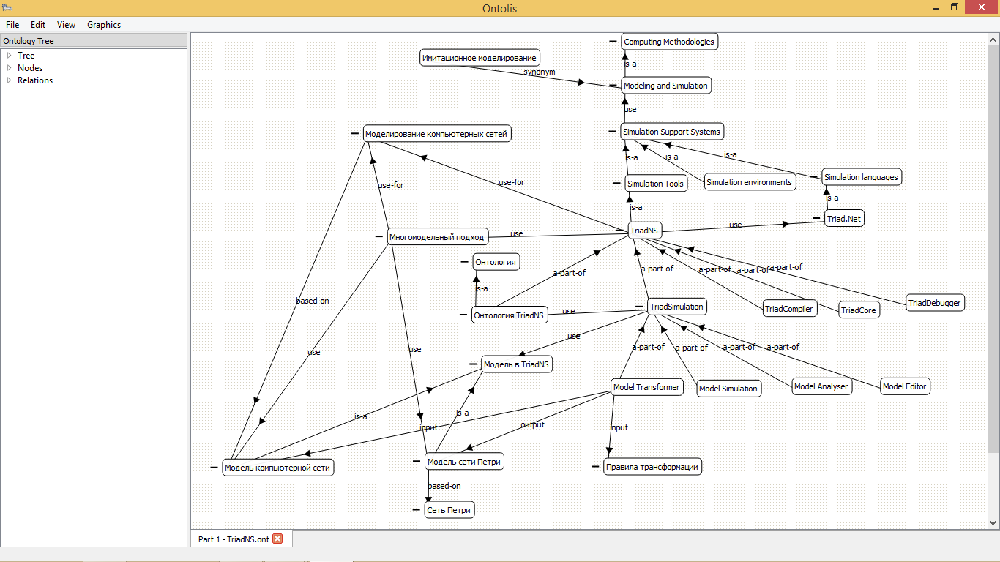 Ontolis
File Edit View Graphics
Ontology Tree
Tree
Nodes
Relations
Computing Methodologies
Имитационное моделирование
is-a
synonym
Modeling and Simulation
use
Моделирование компьютерных сетей
Simulation Support Systems
is-a
is-a
is-a
use-for
use-for
Simulation Tools
Simulation environments
Simulation languages
is-a
is-a
Triad.Net
use
TriadNS
Многомодельный подход
use
Онтология
a-part-of
a-part-of
a-part-of
a-part-of
a-part-of
is-a
based-on
Онтология TriadNS
use
TriadSimulation
TriadCompiler
TriadCore
TriadDebugger
use
use
use
a-part-of
a-part-of
a-part-of
a-part-of
Модель в TriadNS
Model Transformer
Model Simulation
Model Analyser
Model Editor
is-a
is-a
input
output
input
Модель компьютерной сети
Модель сети Петри
Правила трансформации
based-on
Сеть Петри
Part 1 - TriadNS.ont